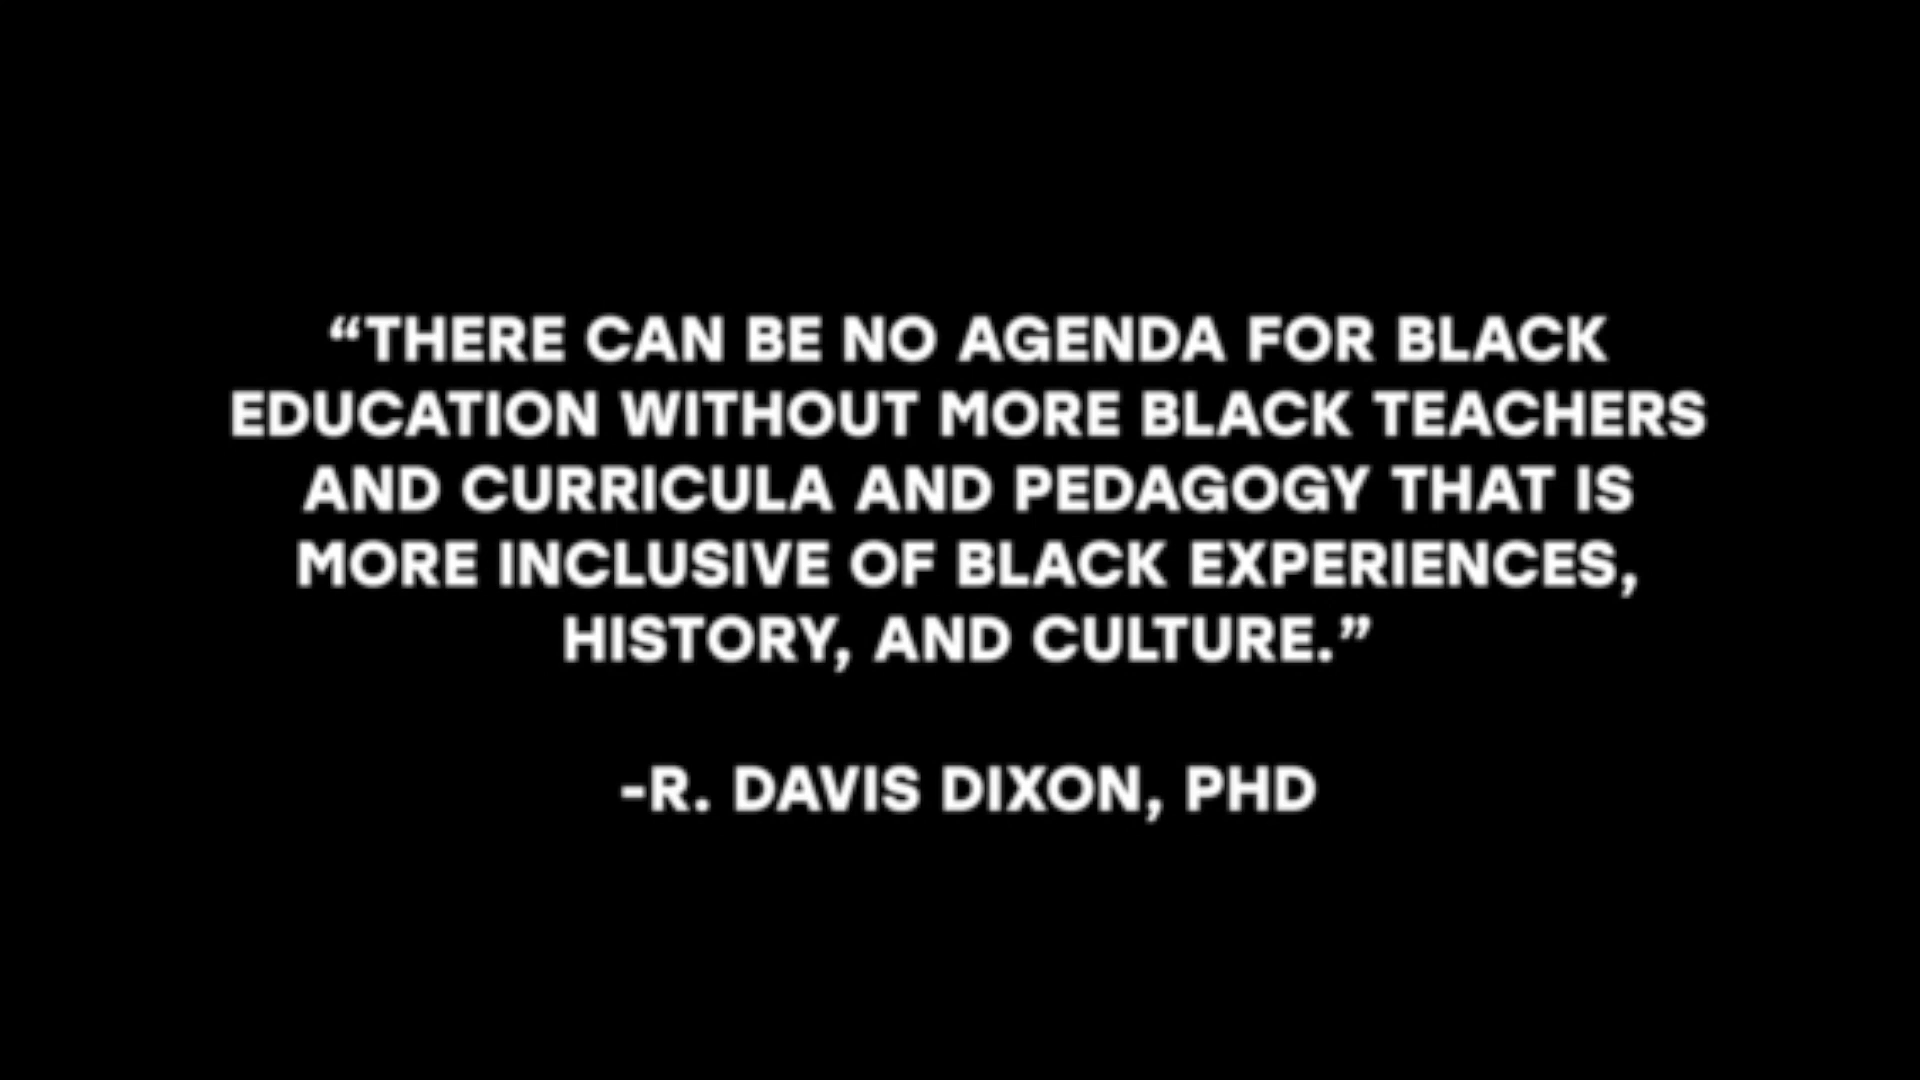 “THERE CAN BE NO AGENDA FOR BLACK
EDUCATION WITHOUT MORE BLACK TEACHERS
AND CURRICULA AND PEDAGOGY THAT IS
MORE INCLUSIVE OF BLACK EXPERIENCES,
HISTORY, AND CULTURE.”
-R. DAVIS DIXON, PHD